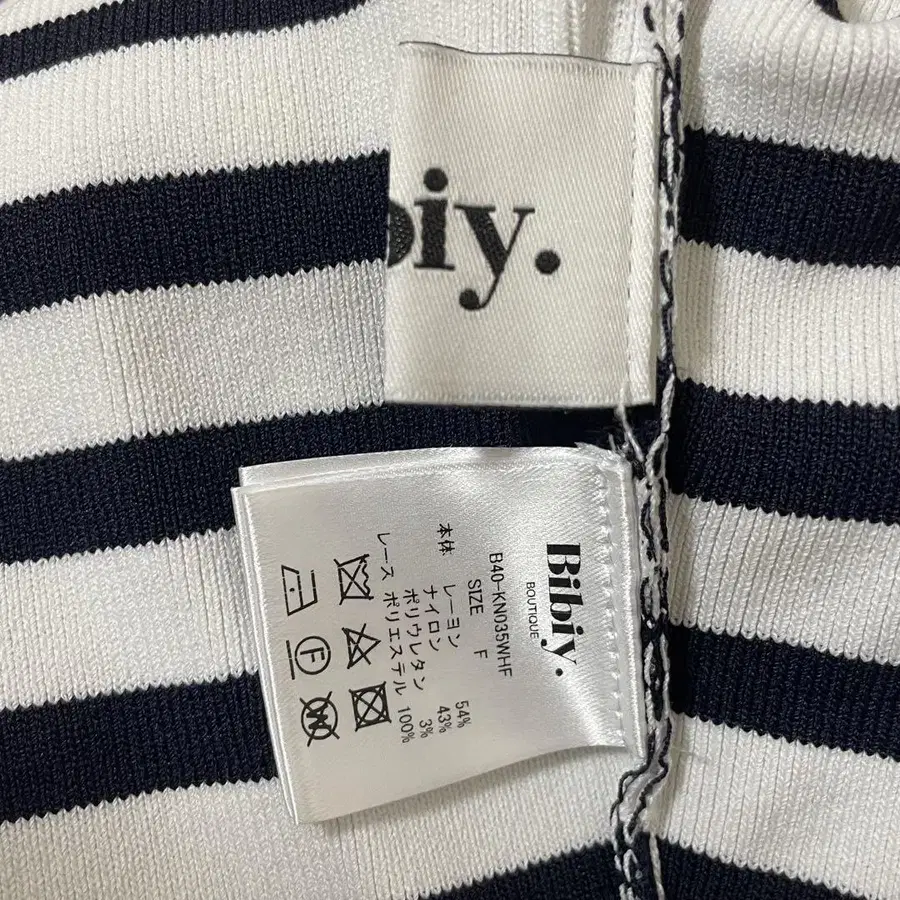 biy.
Bibiy.
BOUTIQUE
B40-KN035WHF
SIZE F
本体 レーヨン 54%
ナイロン 43%
ポリウレタン 3%
レース ポリエステル 100%
F
W